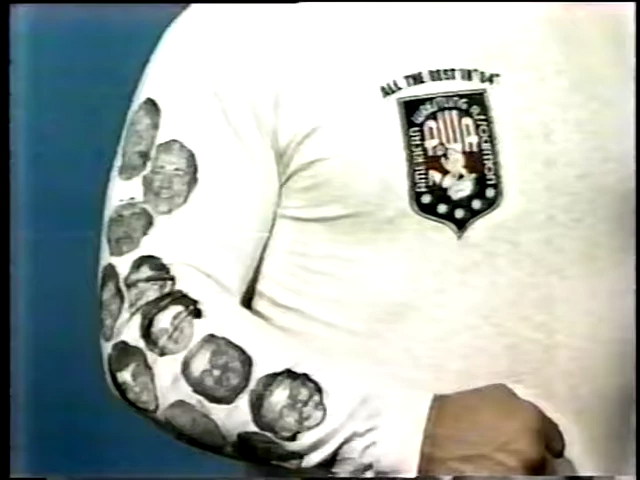 ALL THE BEST IN "84"
AMERICAN WRESTLING ASSOCIATION
AWA